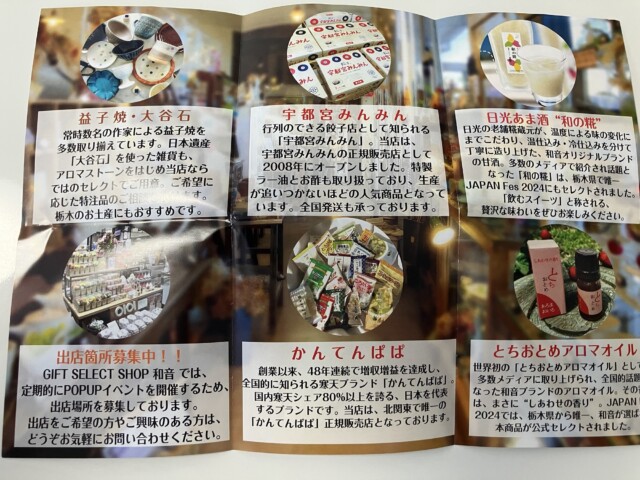 益子焼・大谷石
常時数名の作家による益子焼を
多数取り揃えています。日本遺産
『大谷石』を使った雑貨も、
アロマストーンをはじめ当店なら
ではのセレクトでご用意。ご希望に
応じた特注品のご
栃木のお土産にもおすすめです。
宇都宮みんみん
宇都宮みんみん
行列のできる餃子店として知られる
「宇都宮みんみん」。当店は、
宇都宮みんみんの正規販売店として
2008年にオープンしました。特製
ラー油とお酢も取り扱っており、生産
が追いつかないほどの人気商品となって
います。全国発送も承っております。
日光あま酒“和の糀”
日光の老舗糀蔵元が、温度による味の変化に
までこだわり、温仕込み・冷仕込みを分けて
丁寧に造り上げた、和音オリジナルブランド
の甘酒。多数のメディアで紹介され話題と
なった「和の糀」は、栃木県で唯一
JAPAN Fes 2024にもセレクトされました。
「飲むスイーツ」と称される、
贅沢な味わいをぜひお楽しみください。
出店箇所募集中！！
GIFT SELECT SHOP 和音 では、
定期的にPOPUPイベントを開催するため、
出店場所を募集しております。
出店をご希望の方やご興味のある方は、
どうぞお気軽にお問い合わせください。
かんてんぱぱ
創業以来、48年連続で増収増益を達成し、
全国的に知られる寒天ブランド「かんてんぱぱ」。
国内寒天シェア80%以上を誇る、日本を代表
するブランドです。当店は、北関東で唯一の
「かんてんぱぱ」正規販売店となっております。
とちおとめ
とちおとめアロマオイル
世界初の「とちおとめアロマオイル」として
多数メディアに取り上げられ、全国的話題
なった和音ブランドのアロマオイル。その
は、まさに“しあわせの香り”。JAPAN
2024では、栃木県から唯一、和音が選
本商品が公式セレクトされました。